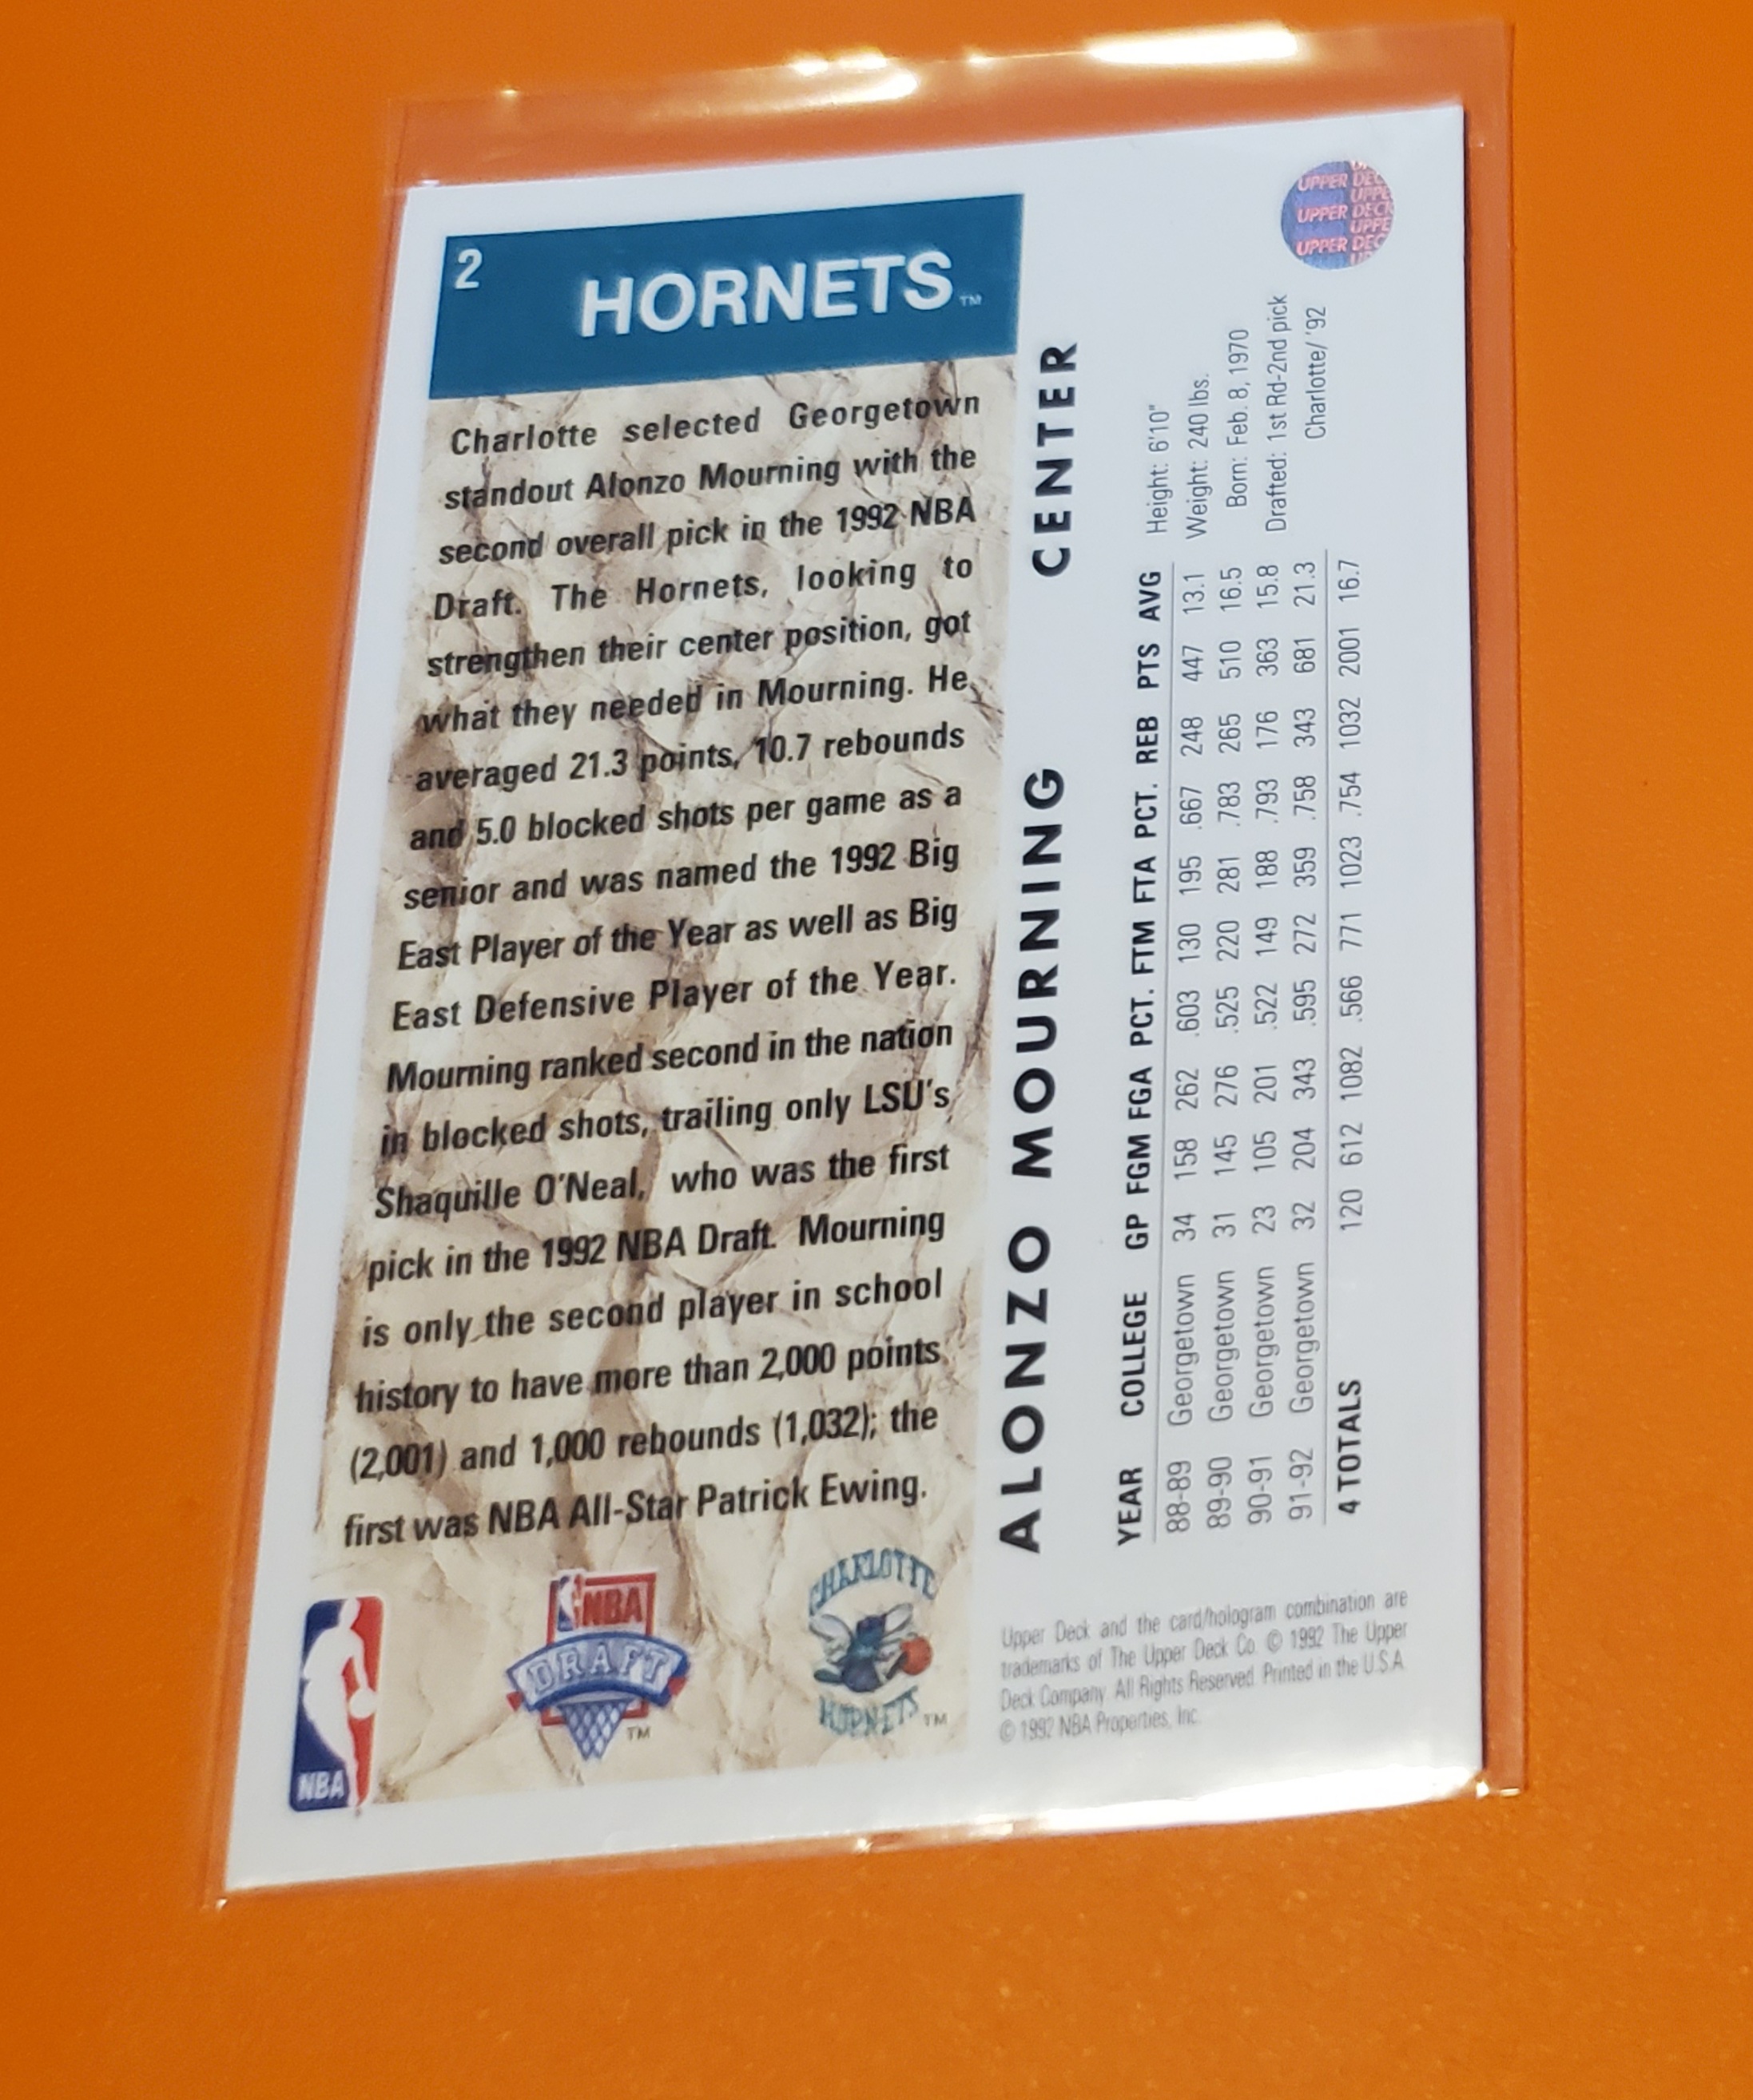 2
HORNETS™
Charlotte selected Georgetown
standout Alonzo Mourning with the
second overall pick in the 1992 NBA
Draft. The Hornets, looking to
strengthen their center position, got
what they needed in Mourning. He
averaged 21.3 points, 10.7 rebounds
and 5.0 blocked shots per game as a
senior and was named the 1992 Big
East Player of the Year as well as Big
East Defensive Player of the Year.
Mourning ranked second in the nation
in blocked shots, trailing only LSU's
Shaquille O'Neal, who was the first
pick in the 1992 NBA Draft. Mourning
is only the second player in school
history to have more than 2,000 points
(2,001) and 1,000 rebounds (1,032); the
first was NBA All-Star Patrick Ewing.
NBA
NBA
DRAFT
™
CHARLOTTE
HORNETS
™
ALONZO MOURNING CENTER
YEAR COLLEGE GP FGM FGA PCT. FTM FTA PCT. REB PTS AVG
88-89 Georgetown 34 158 262 .603 130 195 .667 248 447 13.1
89-90 Georgetown 31 145 276 .525 220 281 .783 265 510 16.5
90-91 Georgetown 23 105 201 .522 149 188 .793 176 363 15.8
91-92 Georgetown 32 204 343 .595 272 359 .758 343 681 21.3
4 TOTALS 120 612 1082 .566 771 1023 .754 1032 2001 16.7
Height: 6'10"
Weight: 240 lbs.
Born: Feb. 8, 1970
Drafted: 1st Rd-2nd pick
Charlotte/ '92
UPPER DEC
UPPE
UPPER DECK
UPPE
UPPER DEC
Upper Deck and the card/hologram combination are
trademarks of The Upper Deck Co. © 1992 The Upper
Deck Company. All Rights Reserved. Printed in the U.S.A.
© 1992 NBA Properties, Inc.